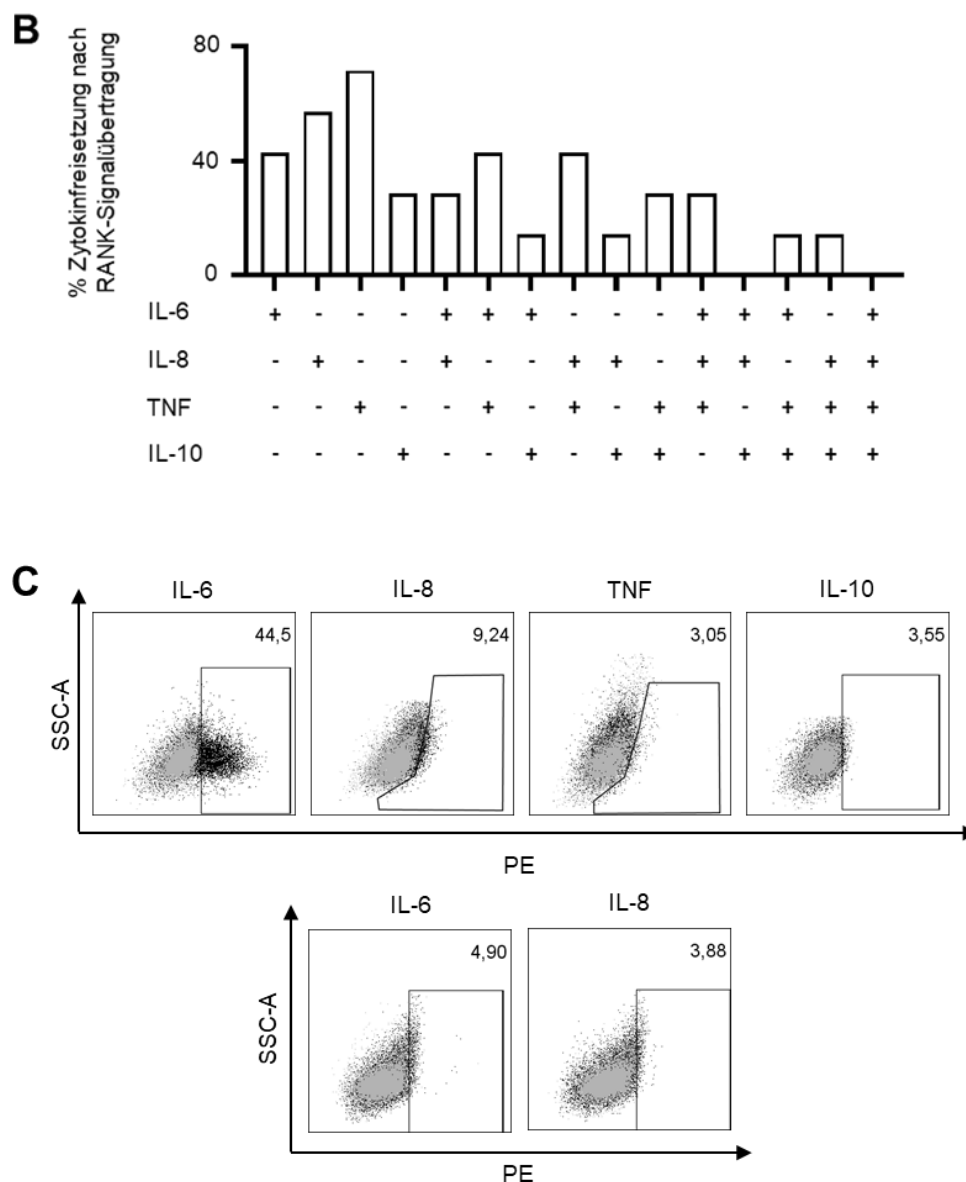 B
% Zytokinfreisetzung nach
RANK-Signalübertragung
80
40
0
IL-6 + - - - + + + - - - + + + - +
IL-8 - + - - + - - + + - + + - + +
TNF - - + - - + - + - + + - + + +
IL-10 - - - + - - + - + + - + + + +
C
IL-6 IL-8 TNF IL-10
44,5 9,24 3,05 3,55
SSC-A
PE
IL-6 IL-8
4,90 3,88
SSC-A
PE